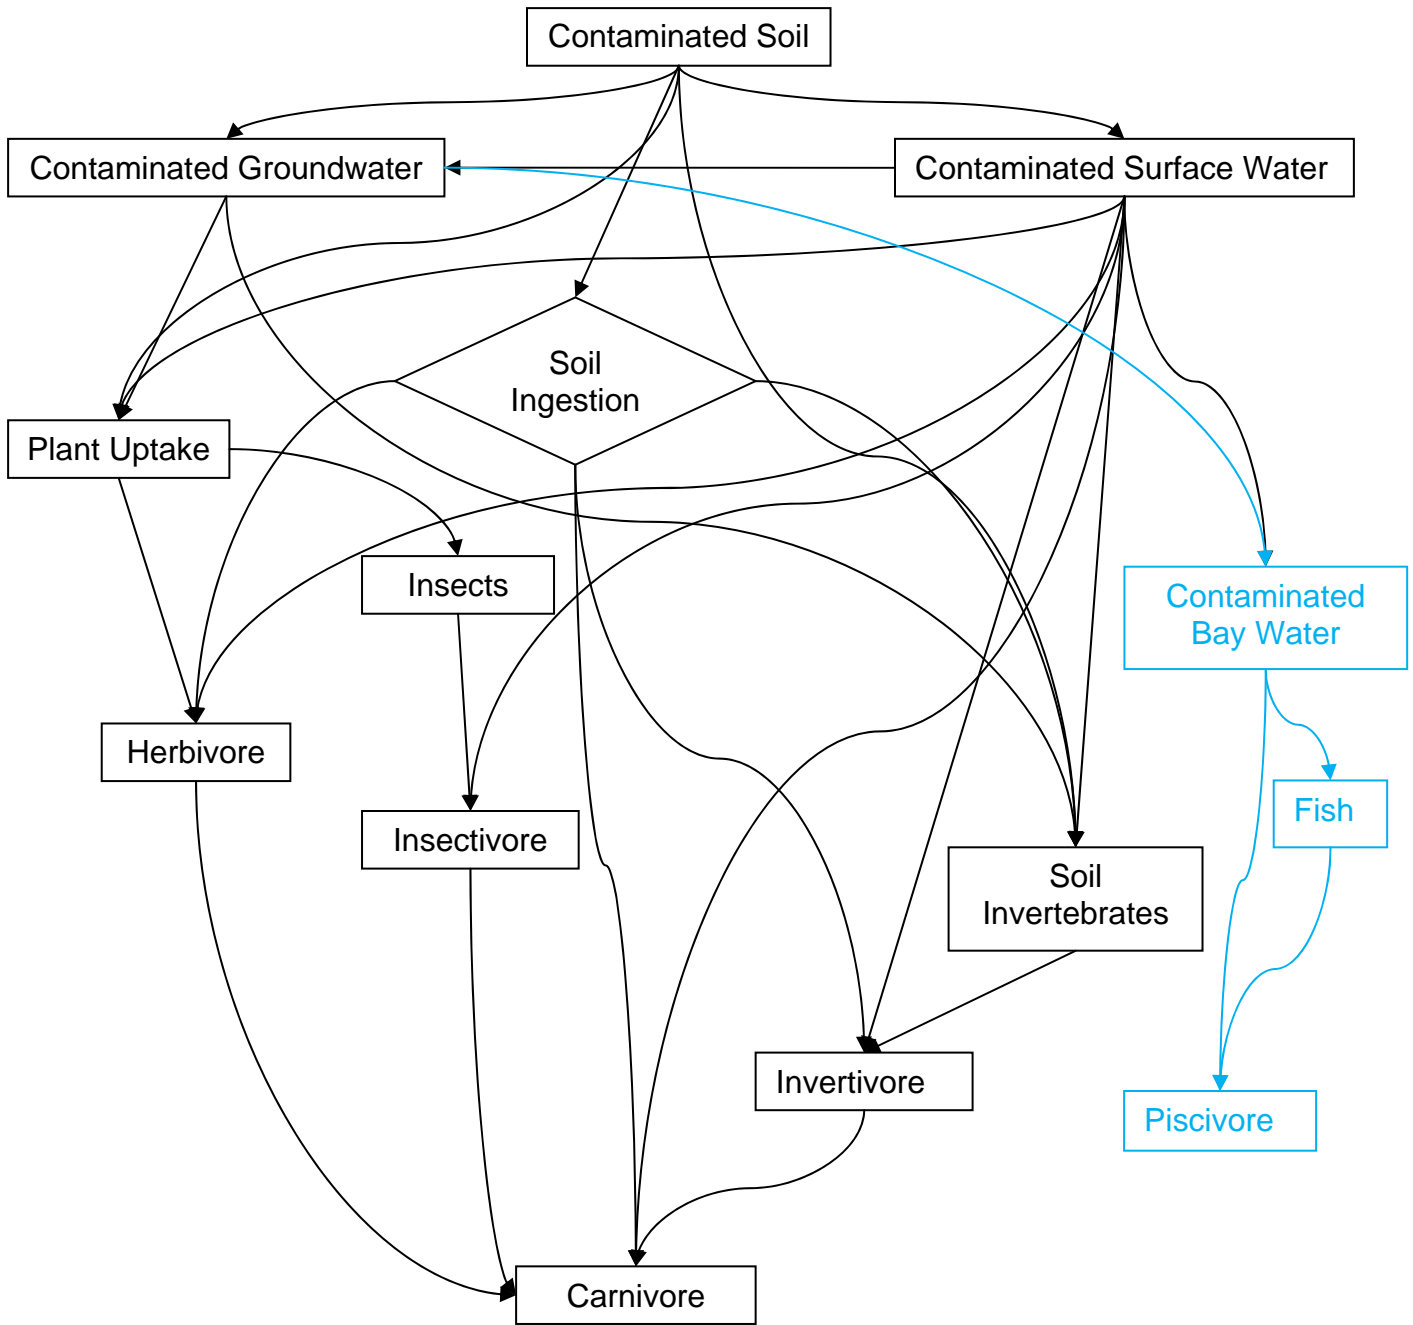 Contaminated Soil
Contaminated Groundwater
Contaminated Surface Water
Soil
Ingestion
Plant Uptake
Insects
Contaminated
Bay Water
Herbivore
Fish
Insectivore
Soil
Invertebrates
Invertivore
Piscivore
Carnivore